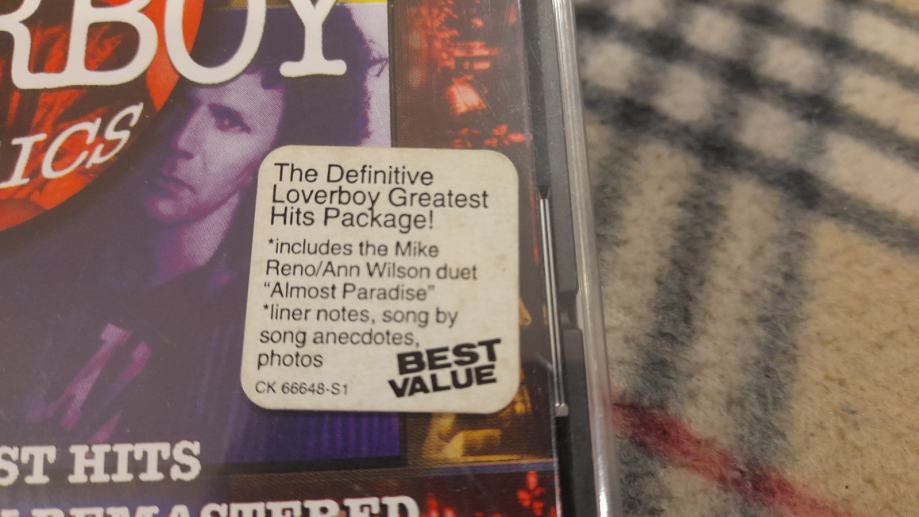 RBOY
ICS
The Definitive
Loverboy Greatest
Hits Package!
*includes the Mike
Reno/Ann Wilson duet
"Almost Paradise"
*liner notes, song by
song anecdotes,
photos
BEST
VALUE
CK 66648-S1
ST HITS
REMASTERED